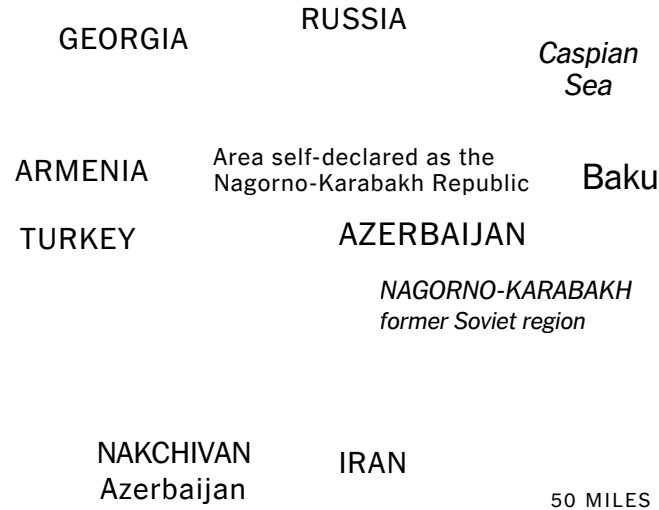 RUSSIA
GEORGIA
Caspian
Sea
Area self-declared as the
Nagorno-Karabakh Republic
ARMENIA
Baku
TURKEY
AZERBAIJAN
NAGORNO-KARABAKH
former Soviet region
NAKCHIVAN
Azerbaijan
IRAN
50 MILES